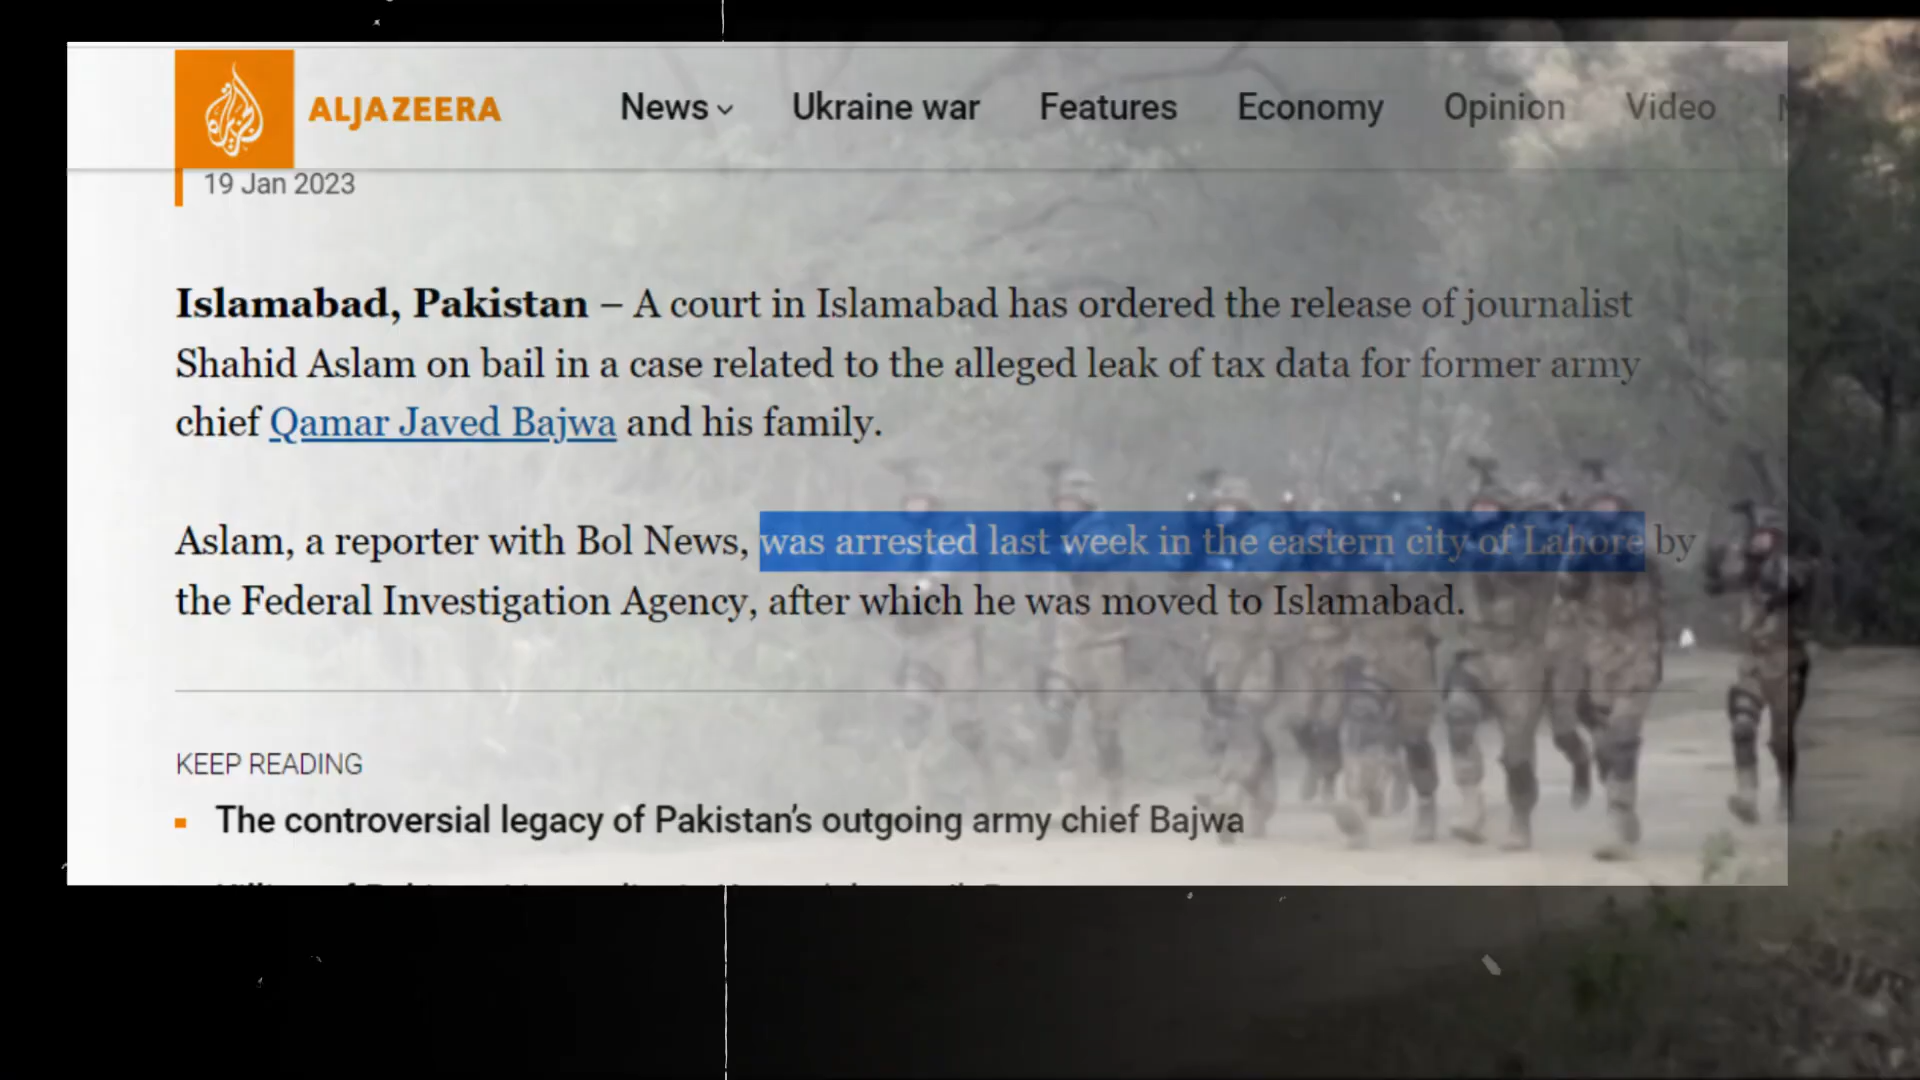 ALJAZEERA
News Ukraine war Features Economy Opinion Video
19 Jan 2023
Islamabad, Pakistan – A court in Islamabad has ordered the release of journalist
Shahid Aslam on bail in a case related to the alleged leak of tax data for former army
chief Qamar Javed Bajwa and his family.
Aslam, a reporter with Bol News, was arrested last week in the eastern city of Lahore by
the Federal Investigation Agency, after which he was moved to Islamabad.
KEEP READING
The controversial legacy of Pakistan's outgoing army chief Bajwa